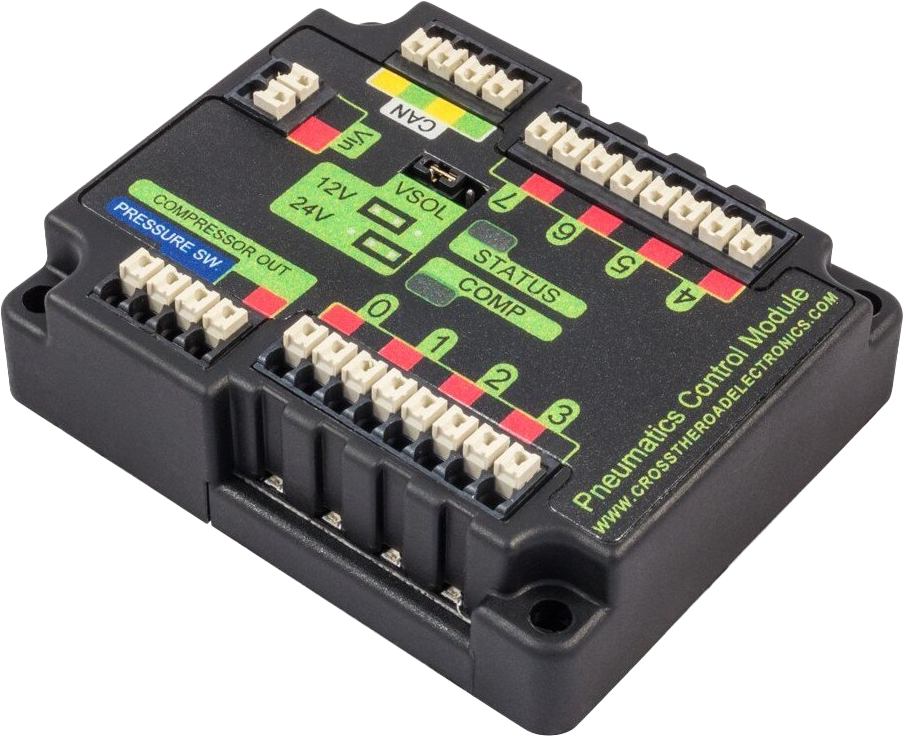 CAN
Vin
12V
24V
VSOL
COMPRESSOR OUT
PRESSURE SW.
STATUS
COMP
7
6
5
4
0
1
2
3
Pneumatics Control Module
WWW.CROSSTHEROADELECTRONICS.COM